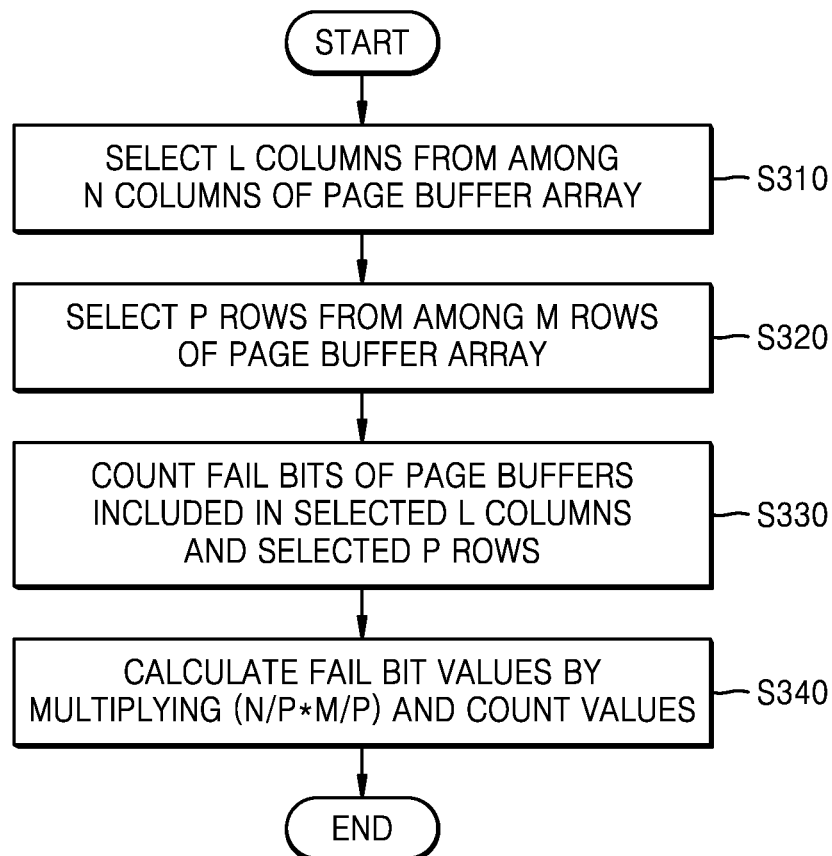 START
SELECT L COLUMNS FROM AMONG
N COLUMNS OF PAGE BUFFER ARRAY
S310
SELECT P ROWS FROM AMONG M ROWS
OF PAGE BUFFER ARRAY
S320
COUNT FAIL BITS OF PAGE BUFFERS
INCLUDED IN SELECTED L COLUMNS
AND SELECTED P ROWS
S330
CALCULATE FAIL BIT VALUES BY
MULTIPLYING (N/P*M/P) AND COUNT VALUES
S340
END